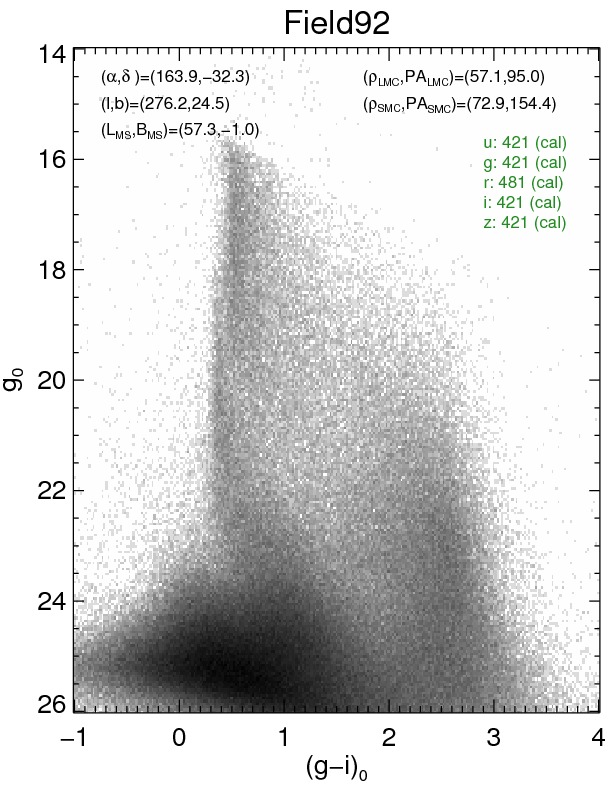 Field92
(α,δ )=(163.9,−32.3)
(ρLMC,PALMC)=(57.1,95.0)
(l,b)=(276.2,24.5)
(ρSMC,PASMC)=(72.9,154.4)
(LMS,BMS)=(57.3,−1.0)
u: 421 (cal)
g: 421 (cal)
r: 481 (cal)
i: 421 (cal)
z: 421 (cal)
14
16
18
20
22
24
26
g0
−1 0 1 2 3 4
(g−i)0